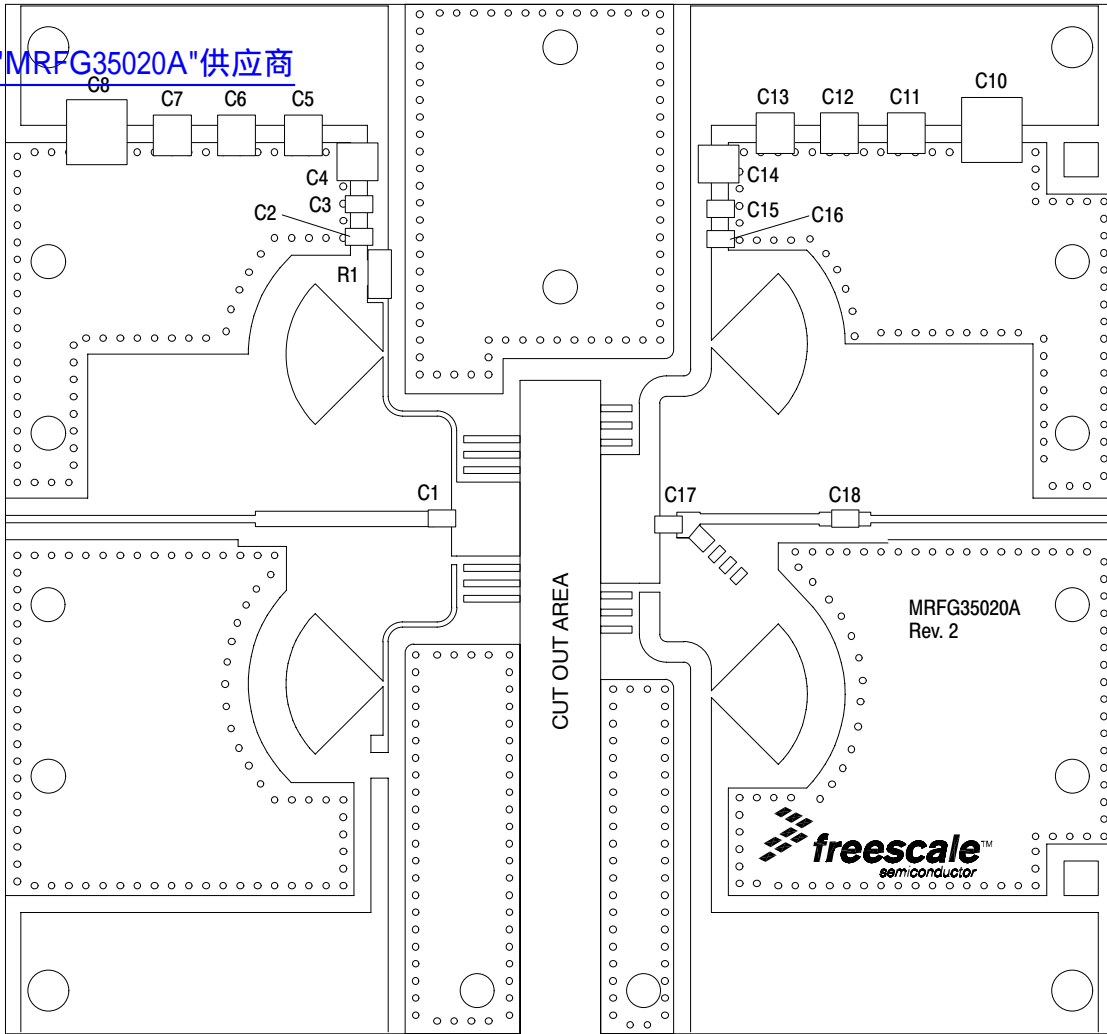 "MRFG35020A"供应商
C8
C7
C6
C5
C13
C12
C11
C10
C4
C3
C2
R1
C14
C15
C16
C1
C17
C18
CUT OUT AREA
MRFG35020A
Rev. 2
freescale™
semiconductor